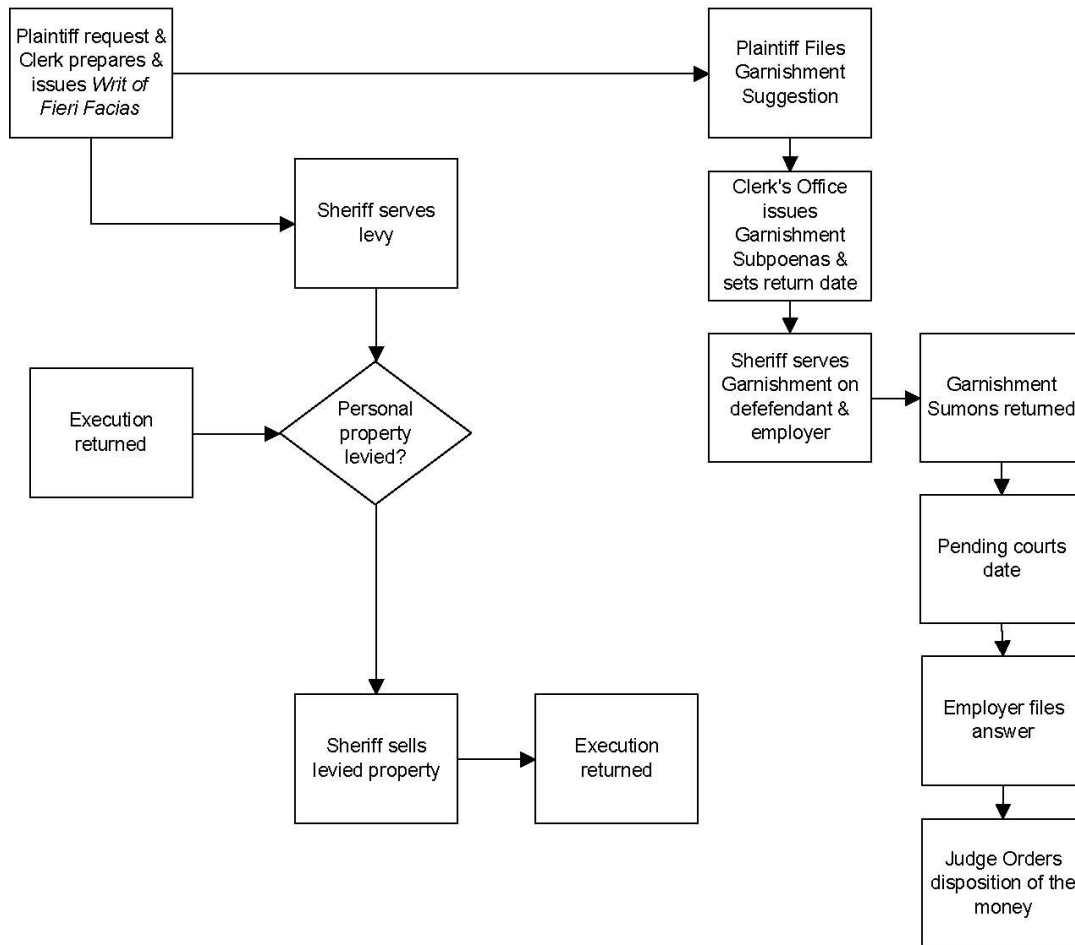 Plaintiff request &
Clerk prepares &
issues Writ of
Fieri Facias
Plaintiff Files
Garnishment
Suggestion
Sheriff serves
levy
Clerk's Office
issues
Garnishment
Subpoenas &
sets return date
Execution
returned
Personal
property
levied?
Sheriff serves
Garnishment on
defefendant &
employer
Garnishment
Sumons returned
Pending courts
date
Sheriff sells
levied property
Execution
returned
Employer files
answer
Judge Orders
disposition of the
money